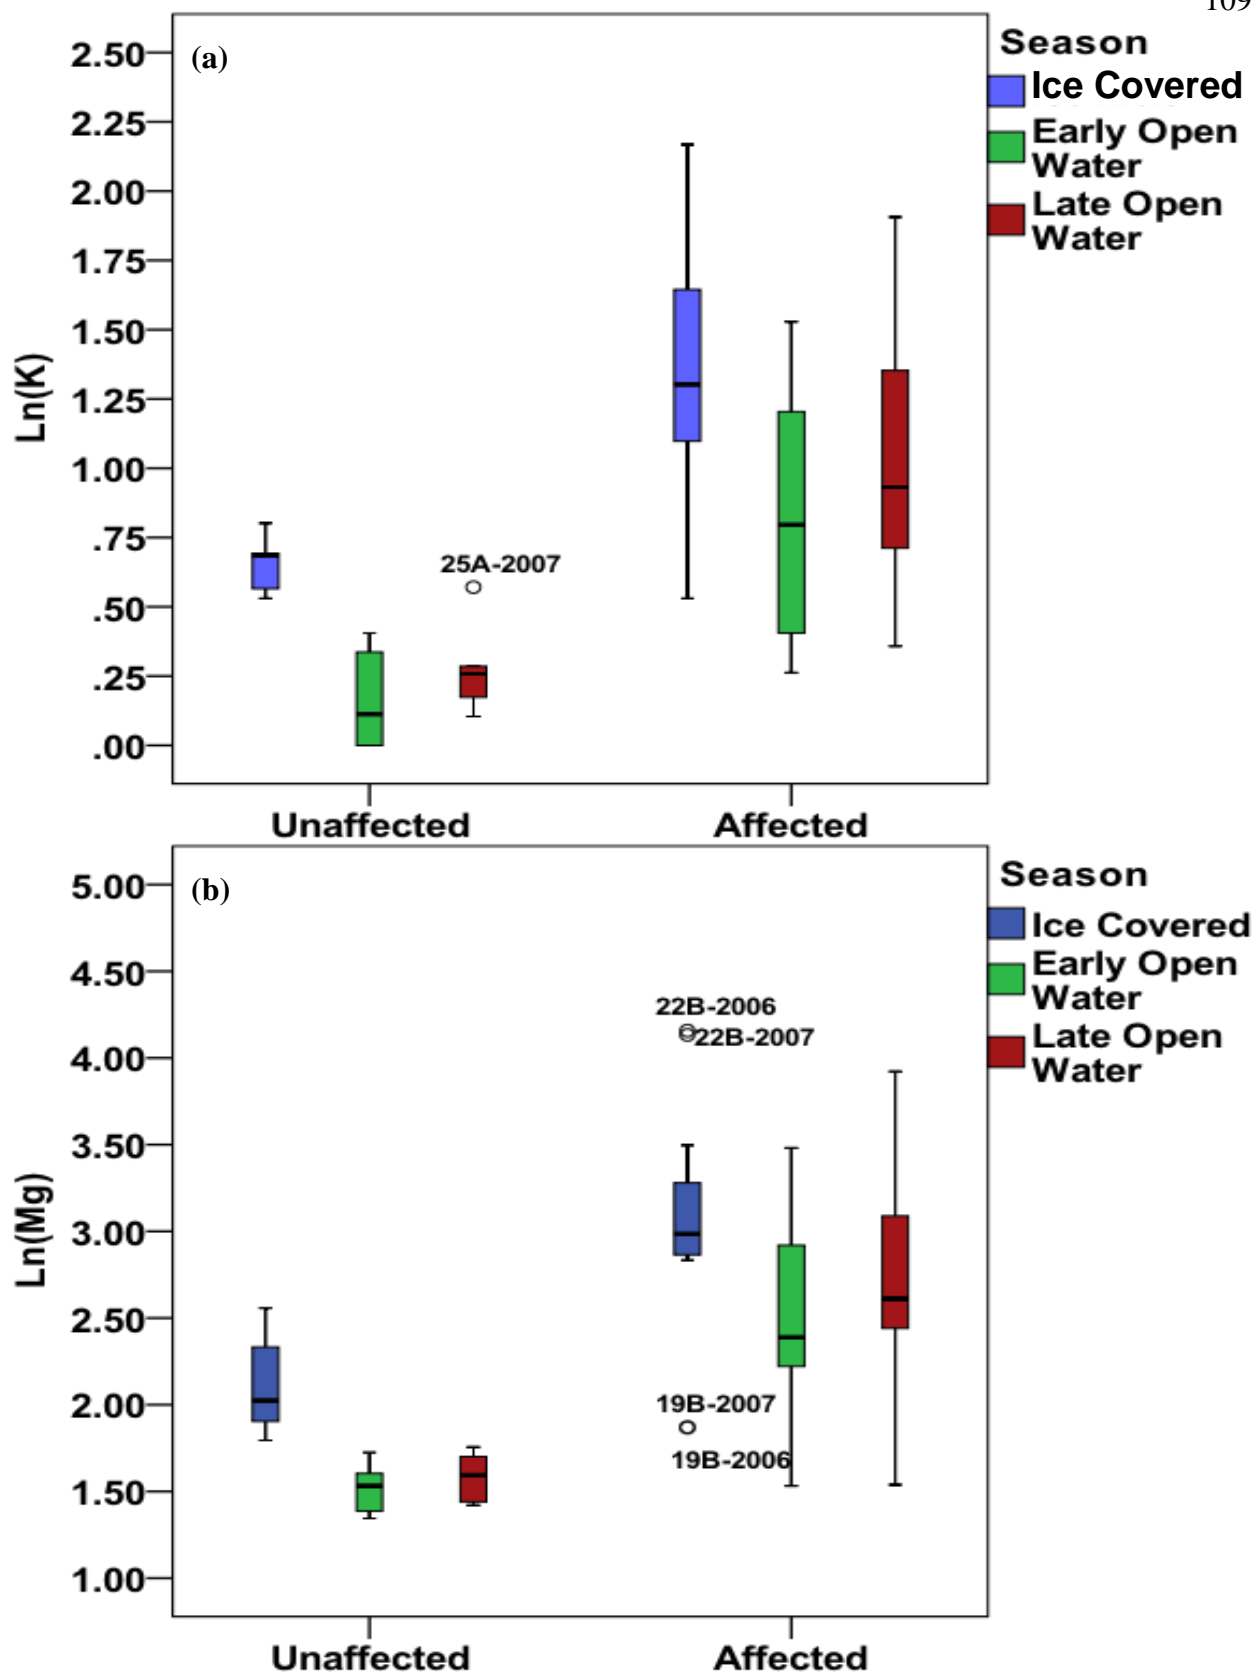 109
(a)
Season
Ice Covered
Early Open
Water
Late Open
Water
2.50
2.25
2.00
1.75
1.50
1.25
1.00
.75
.50
.25
.00
Ln(K)
25A-2007
Unaffected
Affected
(b)
Season
Ice Covered
Early Open
Water
Late Open
Water
5.00
4.50
4.00
3.50
3.00
2.50
2.00
1.50
1.00
Ln(Mg)
22B-2006
22B-2007
19B-2007
19B-2006
Unaffected
Affected